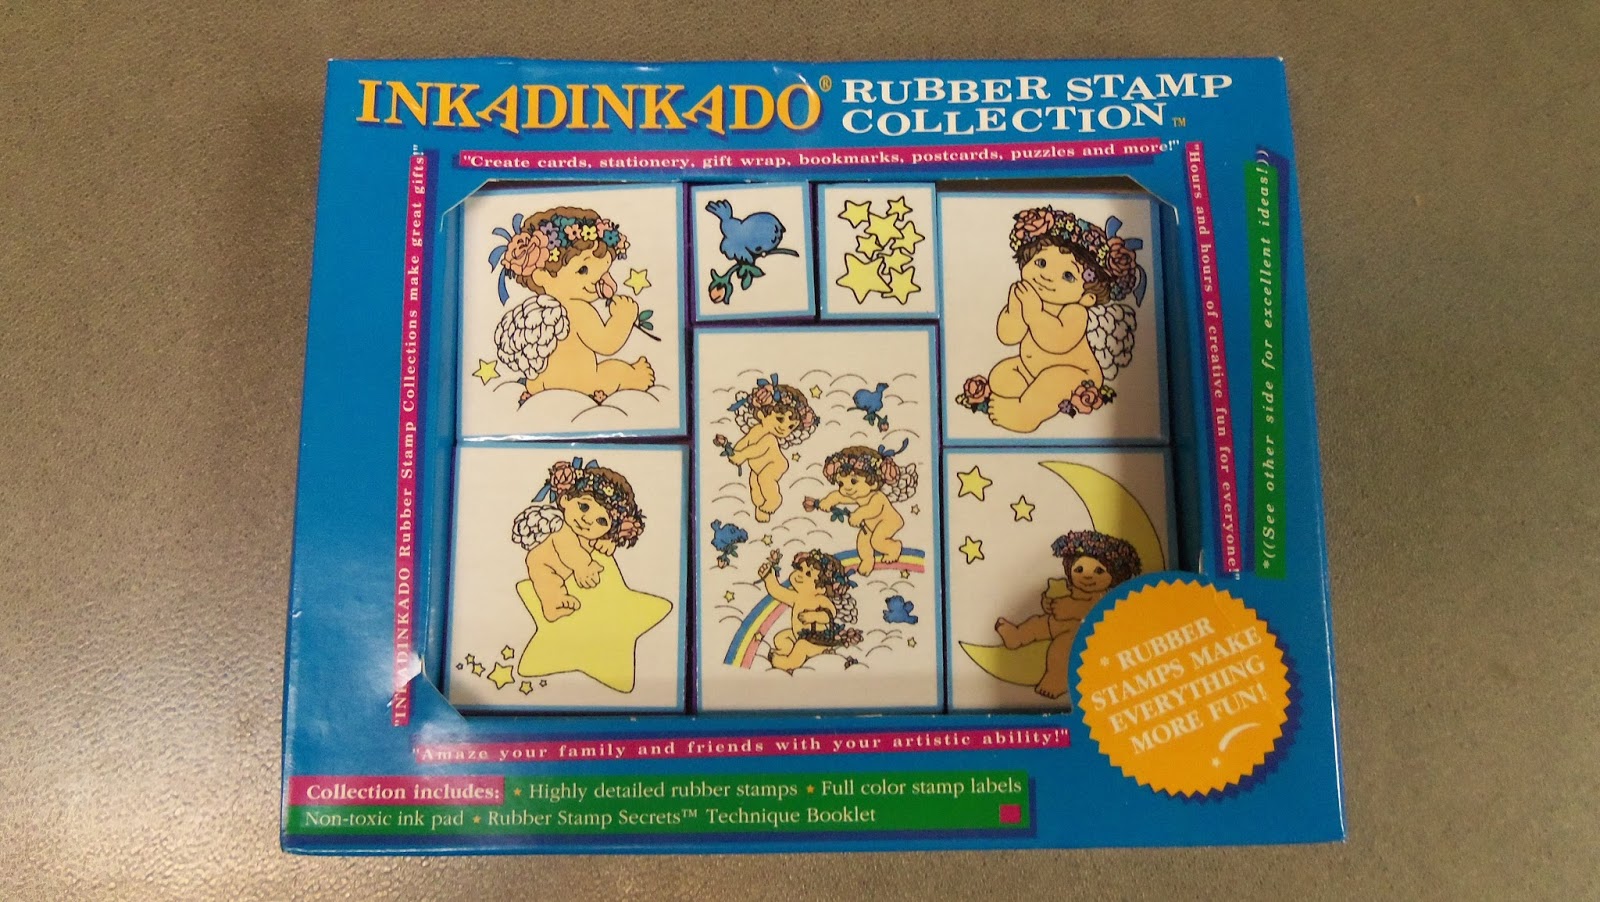 INKADINKADO® RUBBER STAMP
COLLECTION™
"Create cards, stationery, gift wrap, bookmarks, postcards, puzzles and more!"
"INKADINKADO Rubber Stamp Collections make great gifts!"
"Hours and hours of creative fun for everyone!"
*(((See other side for excellent ideas!)))
* RUBBER
STAMPS MAKE
EVERYTHING
MORE FUN!
*
"Amaze your family and friends with your artistic ability!"
Collection includes: ★ Highly detailed rubber stamps ★ Full color stamp labels
Non-toxic ink pad ★ Rubber Stamp Secrets™ Technique Booklet